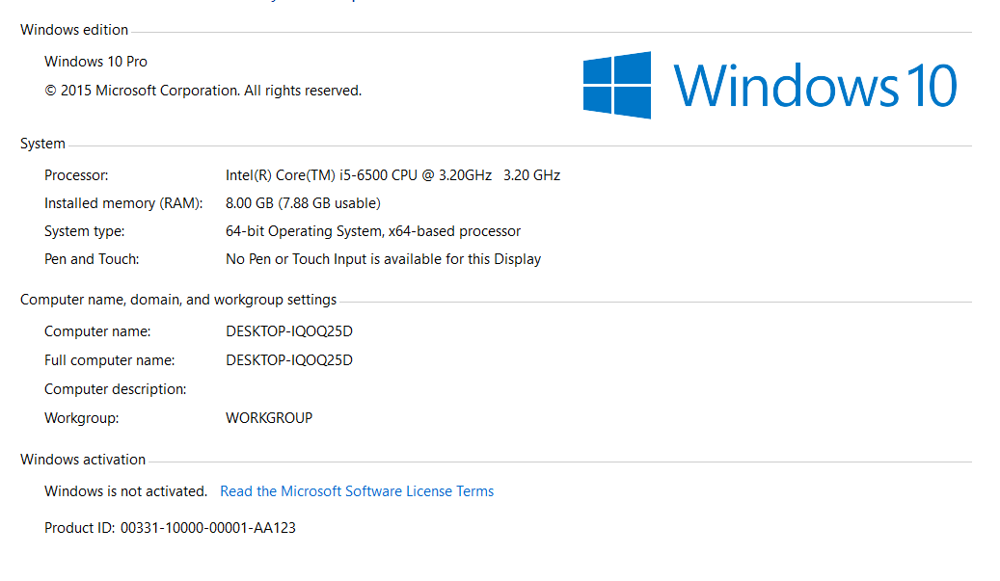 Windows edition
Windows 10 Pro
© 2015 Microsoft Corporation. All rights reserved.
Windows 10
System
Processor: Intel(R) Core(TM) i5-6500 CPU @ 3.20GHz 3.20 GHz
Installed memory (RAM): 8.00 GB (7.88 GB usable)
System type: 64-bit Operating System, x64-based processor
Pen and Touch: No Pen or Touch Input is available for this Display
Computer name, domain, and workgroup settings
Computer name: DESKTOP-IQOQ25D
Full computer name: DESKTOP-IQOQ25D
Computer description:
Workgroup: WORKGROUP
Windows activation
Windows is not activated. Read the Microsoft Software License Terms
Product ID: 00331-10000-00001-AA123